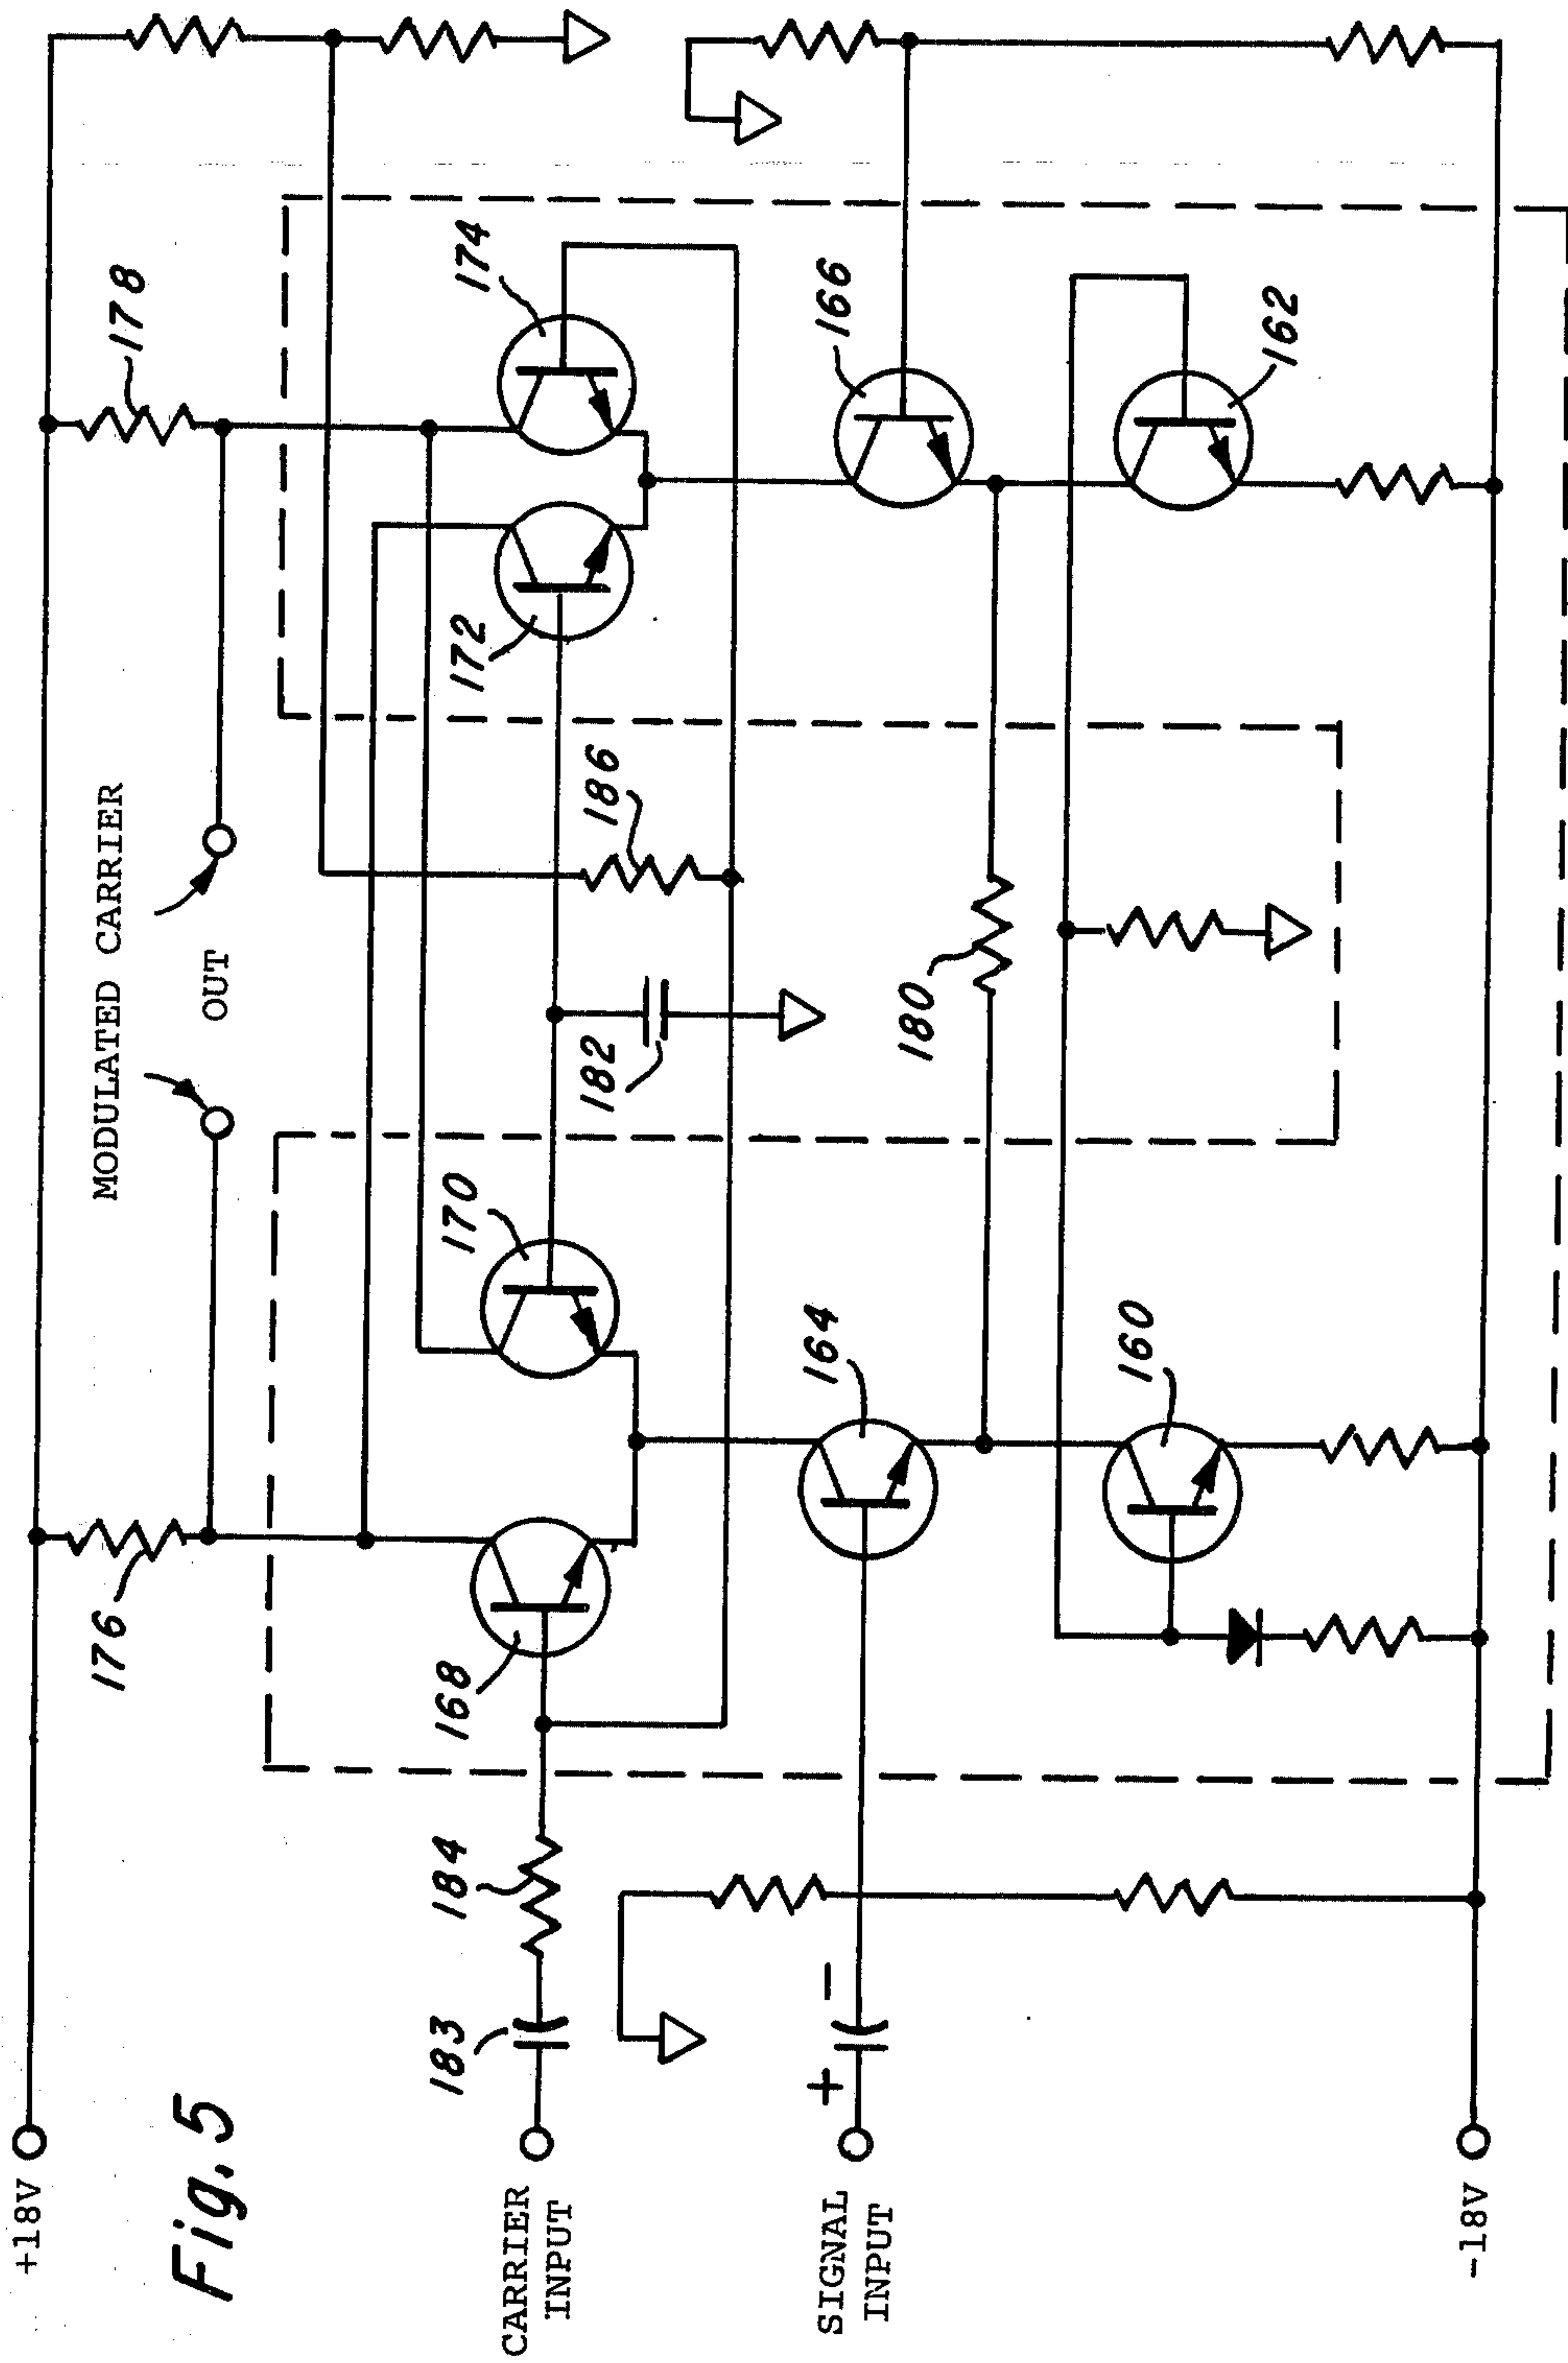 +18V
Fig. 5
176
178
MODULATED CARRIER
OUT
CARRIER
INPUT
183
184
168
170
172
174
182
186
SIGNAL
INPUT
+
−
164
166
180
160
162
-18V